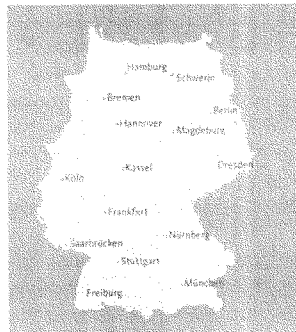 Hamburg
Schwerin
Bremen
Berlin
Hannover
Magdeburg
Kassel
Dresden
Köln
Frankfurt
Nürnberg
Saarbrücken
Stuttgart
München
Freiburg